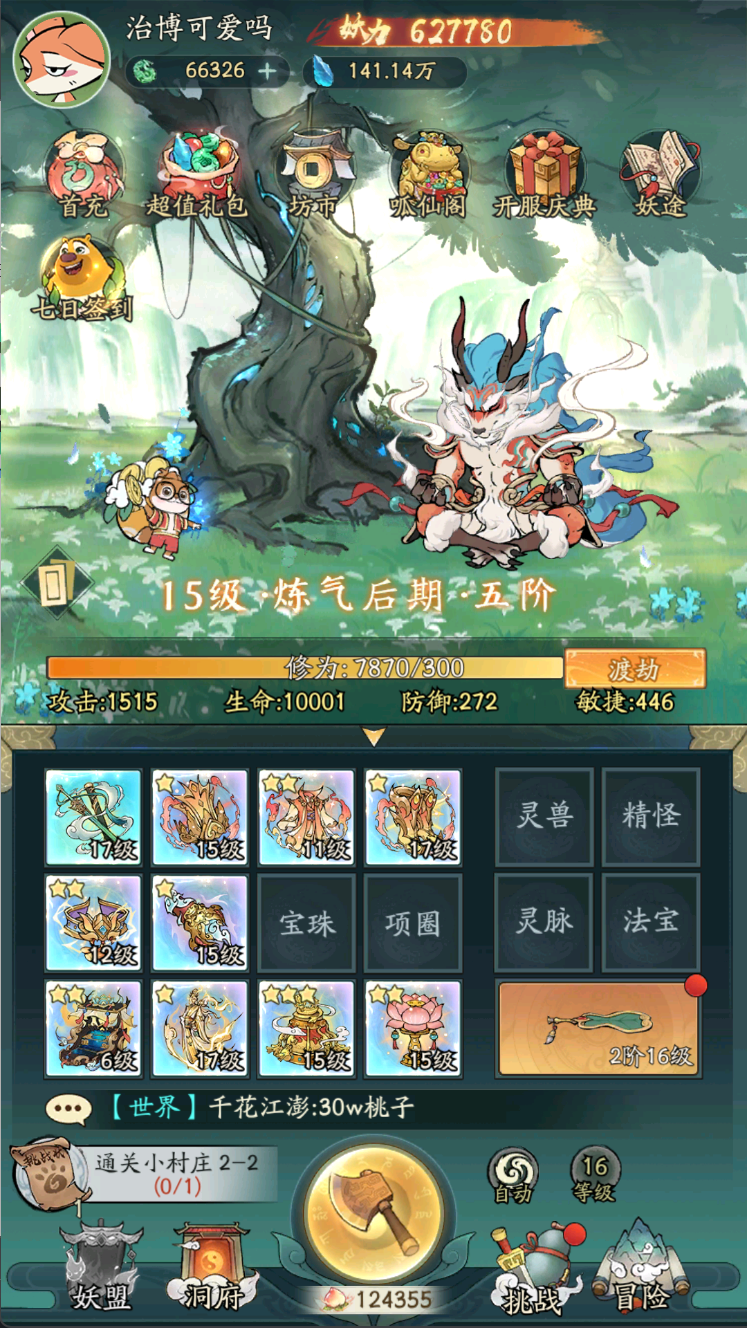 治博可爱吗
妖力 627780
66326
141.14万
首充
超值礼包
坊市
呱仙阁
开服庆典
妖途
七日签到
15级·炼气后期·五阶
修为:7870/300
渡劫
攻击:1515
生命:10001
防御:272
敏捷:446
17级
15级
11级
17级
灵兽
精怪
12级
15级
宝珠
项圈
灵脉
法宝
6级
17级
15级
15级
2阶16级
【世界】千花江澎:30w桃子
挑战
通关小村庄 2-2
(0/1)
自动
16
等级
妖盟
洞府
124355
挑战
冒险